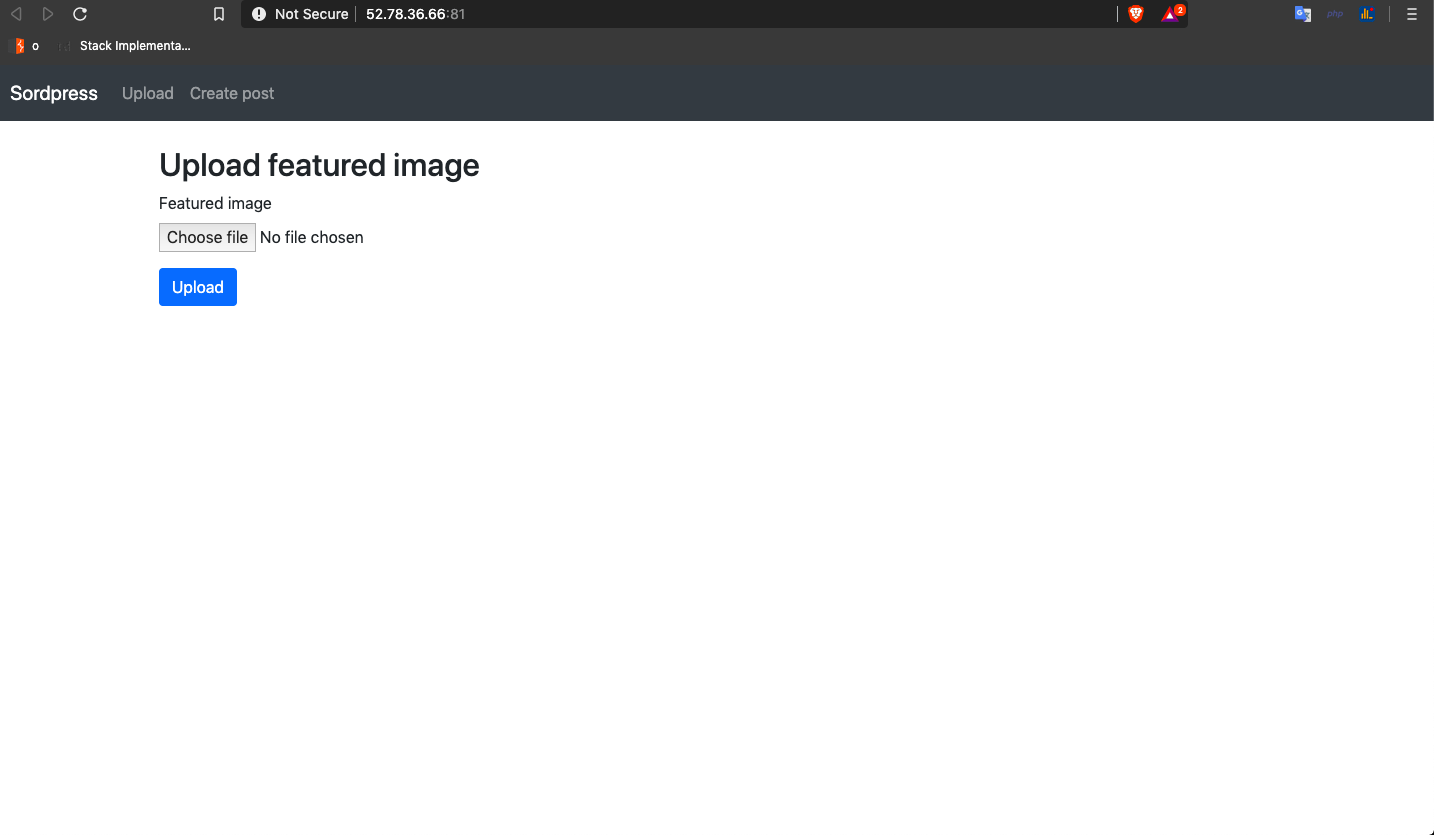 Not Secure 52.78.36.66:81
2
php
o Stack Implementa...
Sordpress Upload Create post
Upload featured image
Featured image
Choose file No file chosen
Upload